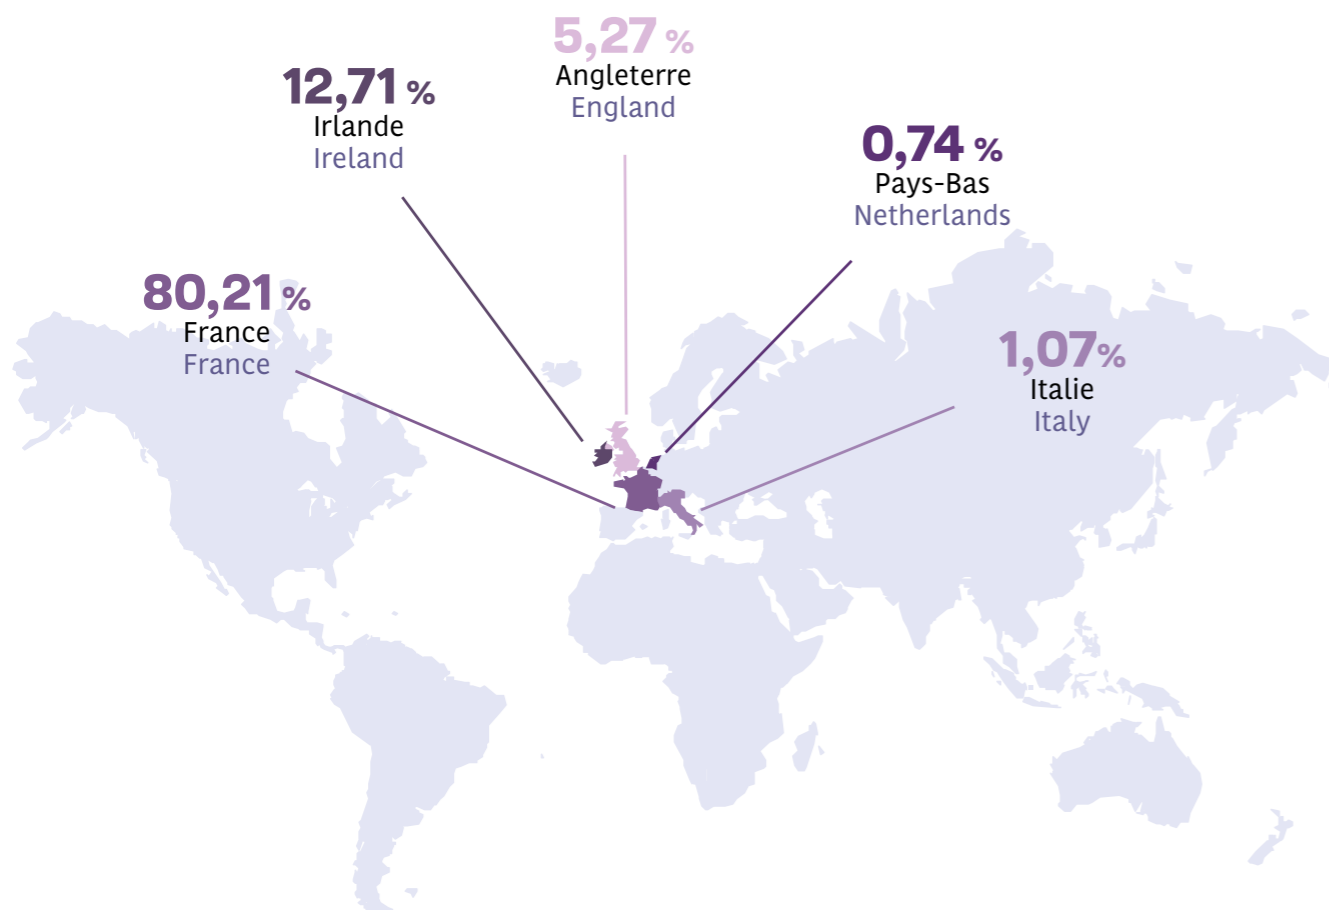 5,27 %
Angleterre
England
12,71 %
Irlande
Ireland
0,74 %
Pays-Bas
Netherlands
80,21 %
France
France
1,07%
Italie
Italy